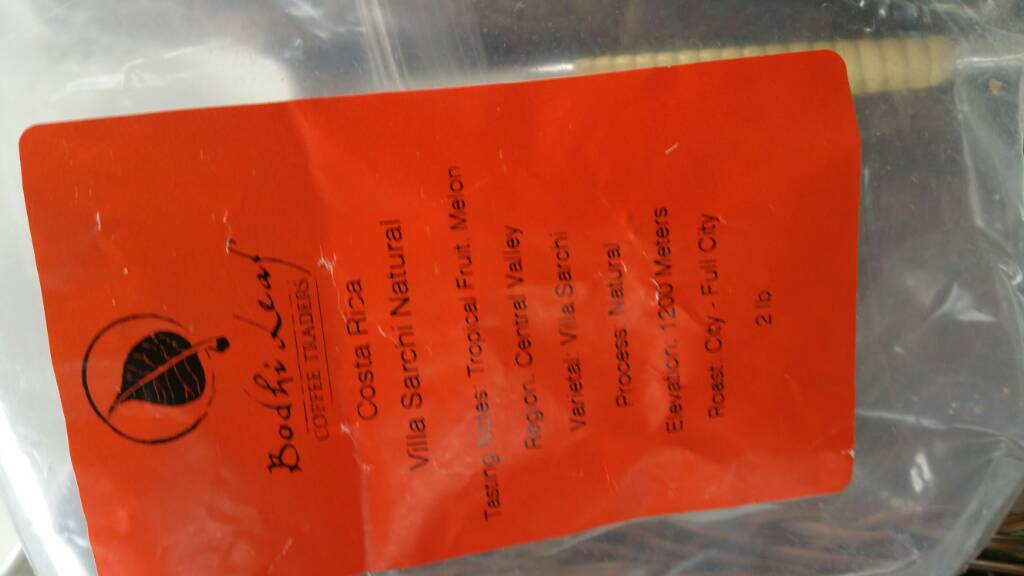 Bodhi Leaf
COFFEE TRADERS
Costa Rica
Villa Sarchi Natural
Tasting Notes: Tropical Fruit, Melon
Region: Central Valley
Varietal: Villa Sarchi
Process: Natural
Elevation: 1200 Meters
Roast: City - Full City
2 lb